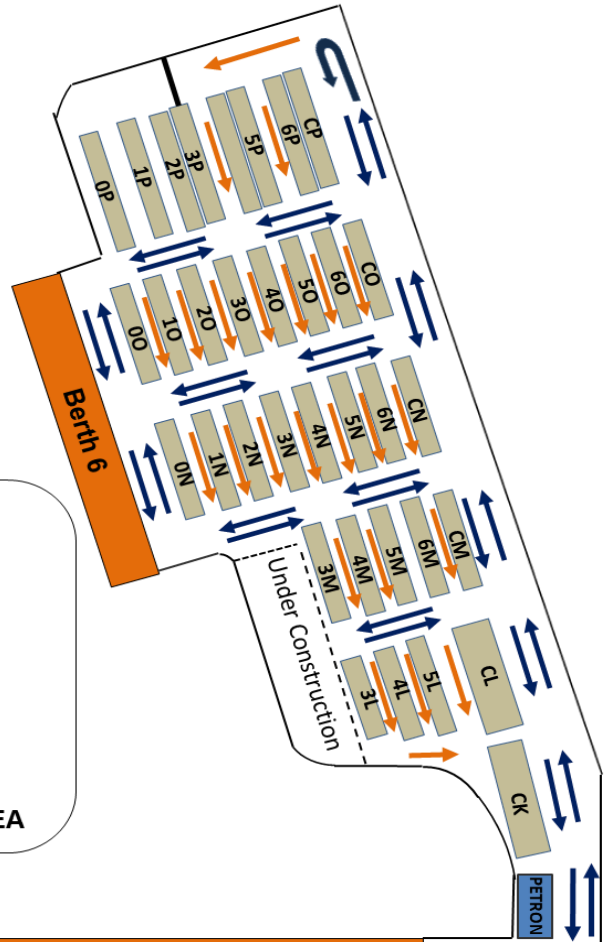 0P
1P
2P
3P
5P
6P
CP
0O
1O
2O
3O
4O
5O
6O
CO
Berth 6
0N
1N
2N
3N
4N
5N
6N
CN
3M
4M
5M
6M
CM
Under Construction
3L
4L
5L
CL
CK
EA
PETRON